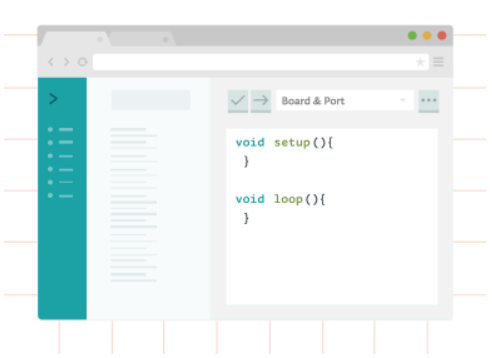 Board & Port
void setup(){
}
void loop(){
}